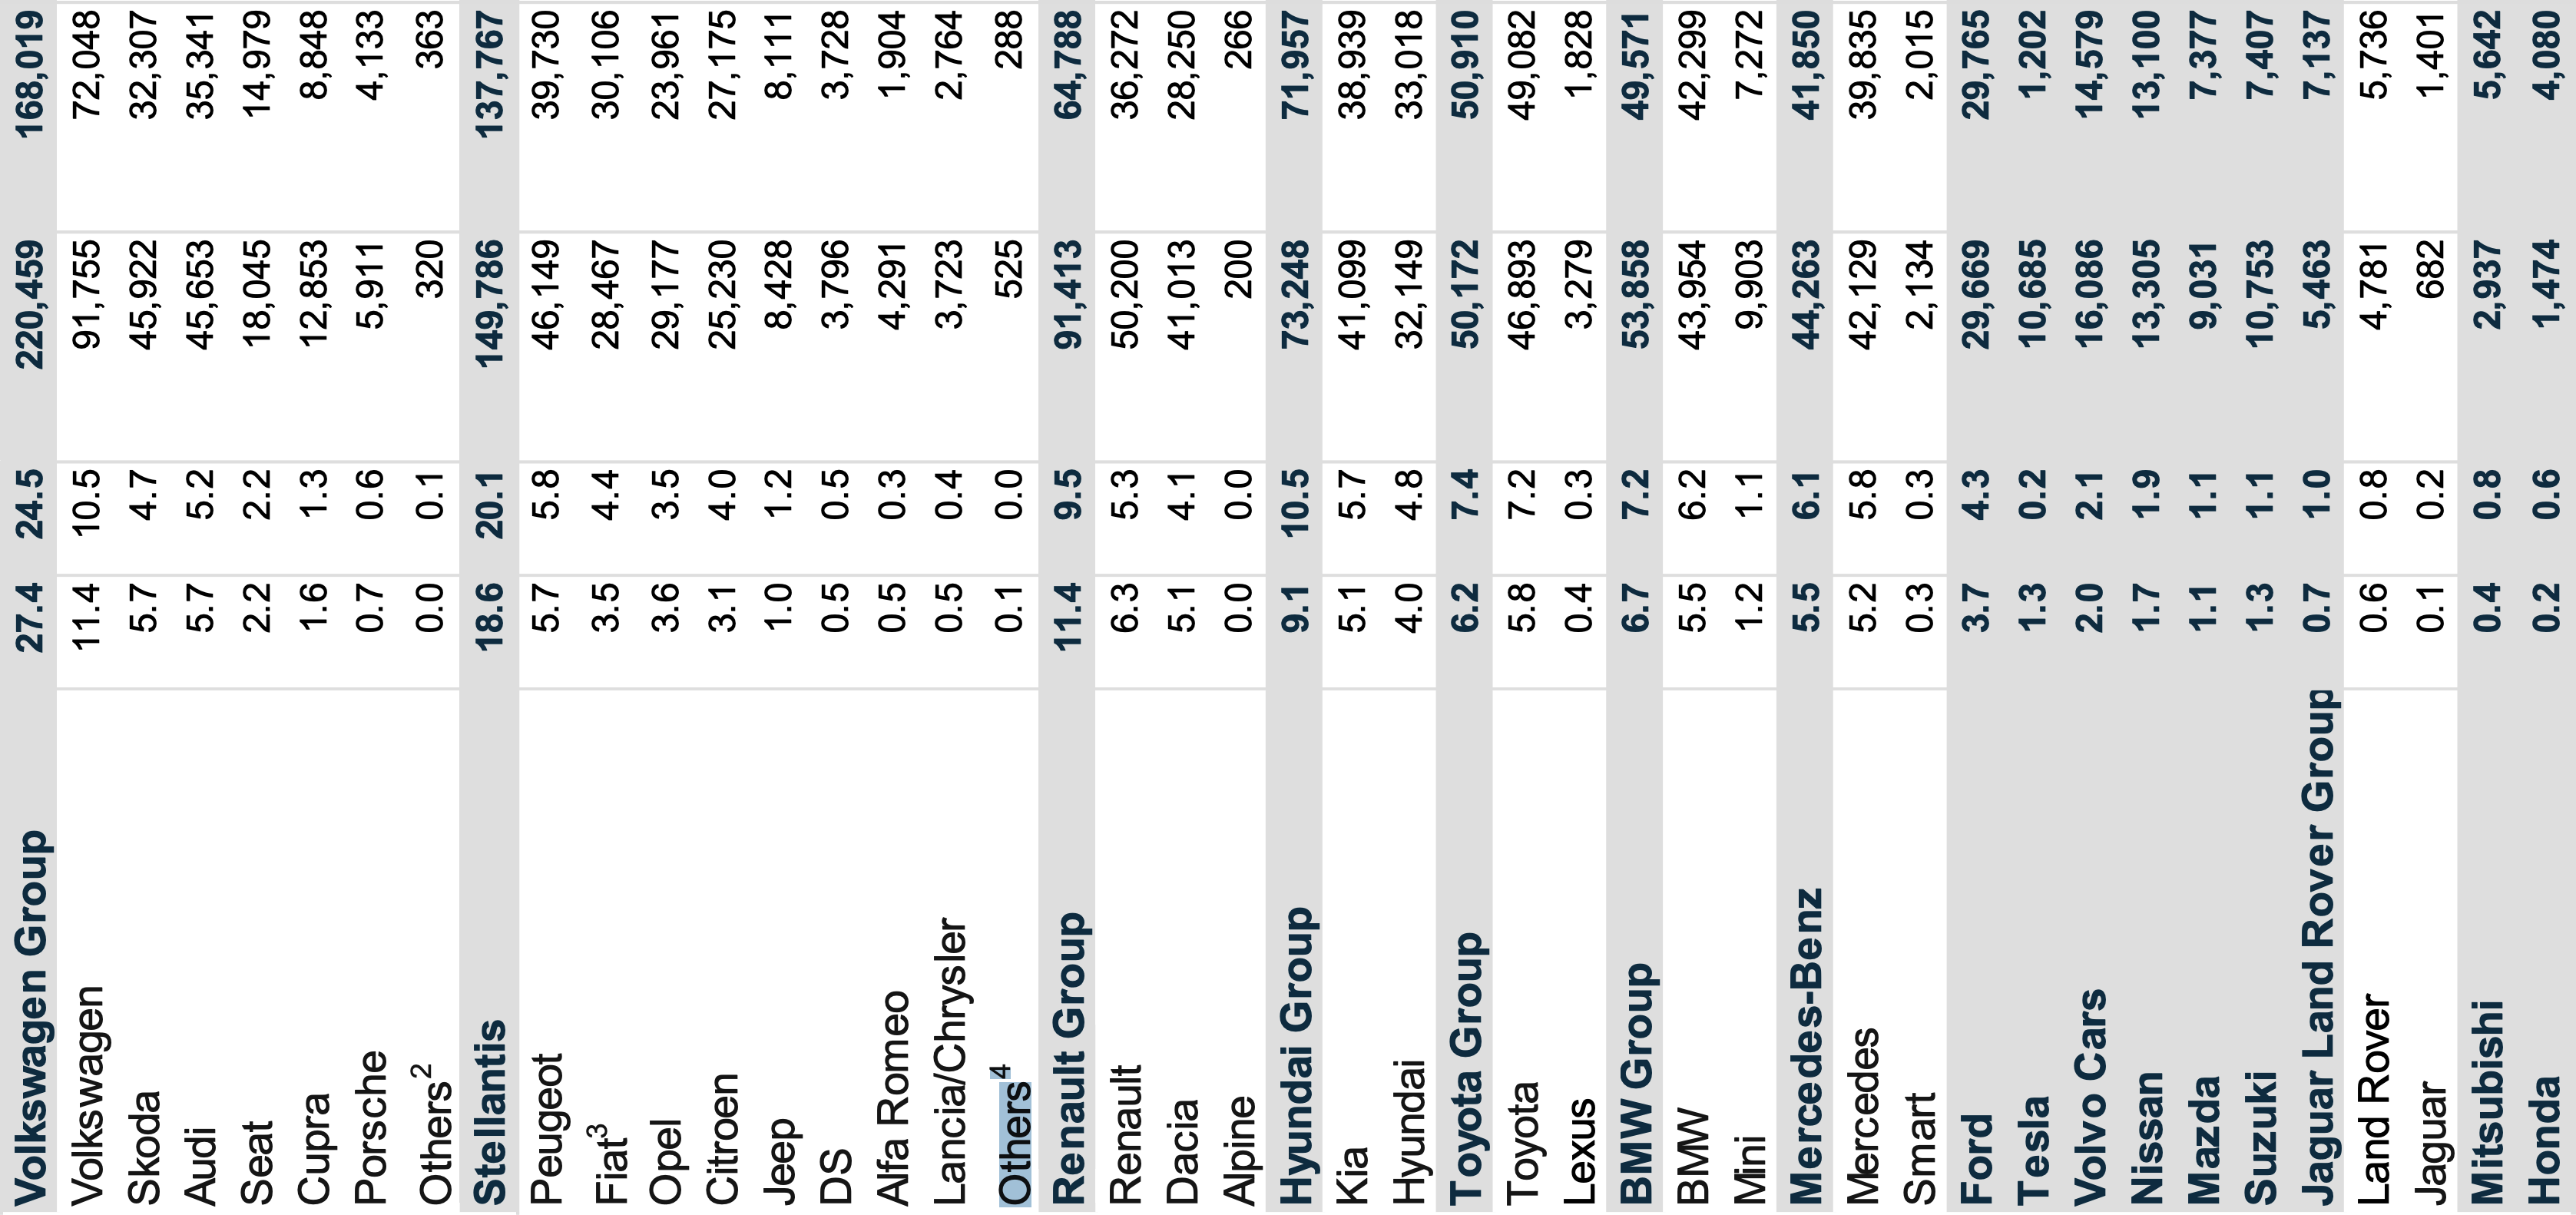 Volkswagen Group 27.4 24.5 220,459 168,019
Volkswagen 11.4 10.5 91,755 72,048
Skoda 5.7 4.7 45,922 32,307
Audi 5.7 5.2 45,653 35,341
Seat 2.2 2.2 18,045 14,979
Cupra 1.6 1.3 12,853 8,848
Porsche 0.7 0.6 5,911 4,133
Others² 0.0 0.1 320 363
Stellantis 18.6 20.1 149,786 137,767
Peugeot 5.7 5.8 46,149 39,730
Fiat³ 3.5 4.4 28,467 30,106
Opel 3.6 3.5 29,177 23,961
Citroen 3.1 4.0 25,230 27,175
Jeep 1.0 1.2 8,428 8,111
DS 0.5 0.5 3,796 3,728
Alfa Romeo 0.5 0.3 4,291 1,904
Lancia/Chrysler 0.5 0.4 3,723 2,764
Others⁴ 0.1 0.0 525 288
Renault Group 11.4 9.5 91,413 64,788
Renault 6.3 5.3 50,200 36,272
Dacia 5.1 4.1 41,013 28,250
Alpine 0.0 0.0 200 266
Hyundai Group 9.1 10.5 73,248 71,957
Kia 5.1 5.7 41,099 38,939
Hyundai 4.0 4.8 32,149 33,018
Toyota Group 6.2 7.4 50,172 50,910
Toyota 5.8 7.2 46,893 49,082
Lexus 0.4 0.3 3,279 1,828
BMW Group 6.7 7.2 53,858 49,571
BMW 5.5 6.2 43,954 42,299
Mini 1.2 1.1 9,903 7,272
Mercedes-Benz 5.5 6.1 44,263 41,850
Mercedes 5.2 5.8 42,129 39,835
Smart 0.3 0.3 2,134 2,015
Ford 3.7 4.3 29,669 29,765
Tesla 1.3 0.2 10,685 1,202
Volvo Cars 2.0 2.1 16,086 14,579
Nissan 1.7 1.9 13,305 13,100
Mazda 1.1 1.1 9,031 7,377
Suzuki 1.3 1.1 10,753 7,407
Jaguar Land Rover Group 0.7 1.0 5,463 7,137
Land Rover 0.6 0.8 4,781 5,736
Jaguar 0.1 0.2 682 1,401
Mitsubishi 0.4 0.8 2,937 5,642
Honda 0.2 0.6 1,474 4,080